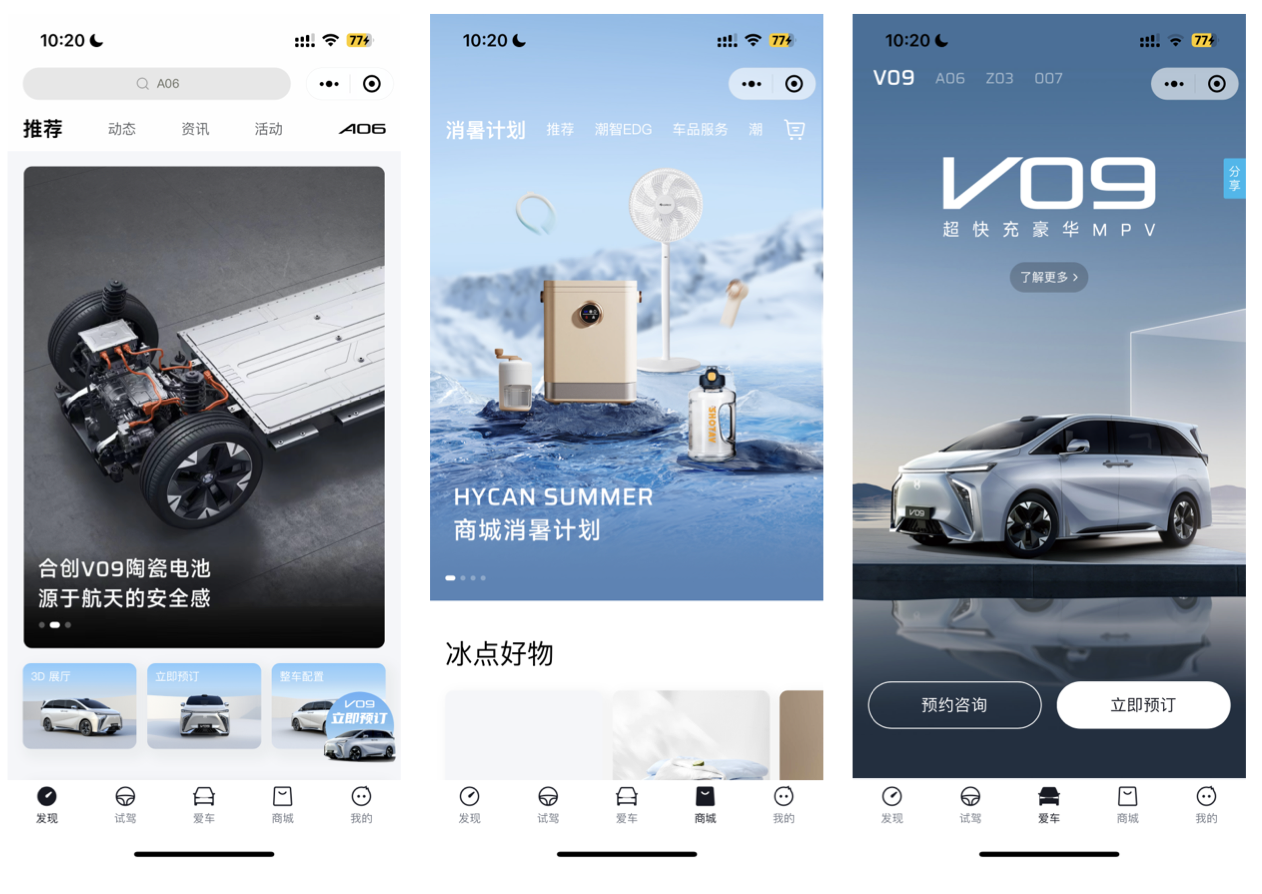 10:20
77
A06
推荐
动态
资讯
活动
A06
合创V09陶瓷电池
源于航天的安全感
3D 展厅
立即预订
整车配置
V09
立即预订
发现
试驾
爱车
商城
我的
10:20
77
消暑计划
推荐
潮智EDG
车品服务
潮
HYCAN SUMMER
商城消暑计划
冰点好物
发现
试驾
爱车
商城
我的
10:20
77
V09
A06
Z03
007
V09
超快充豪华MPV
分享
了解更多 >
V09
预约咨询
立即预订
发现
试驾
爱车
商城
我的